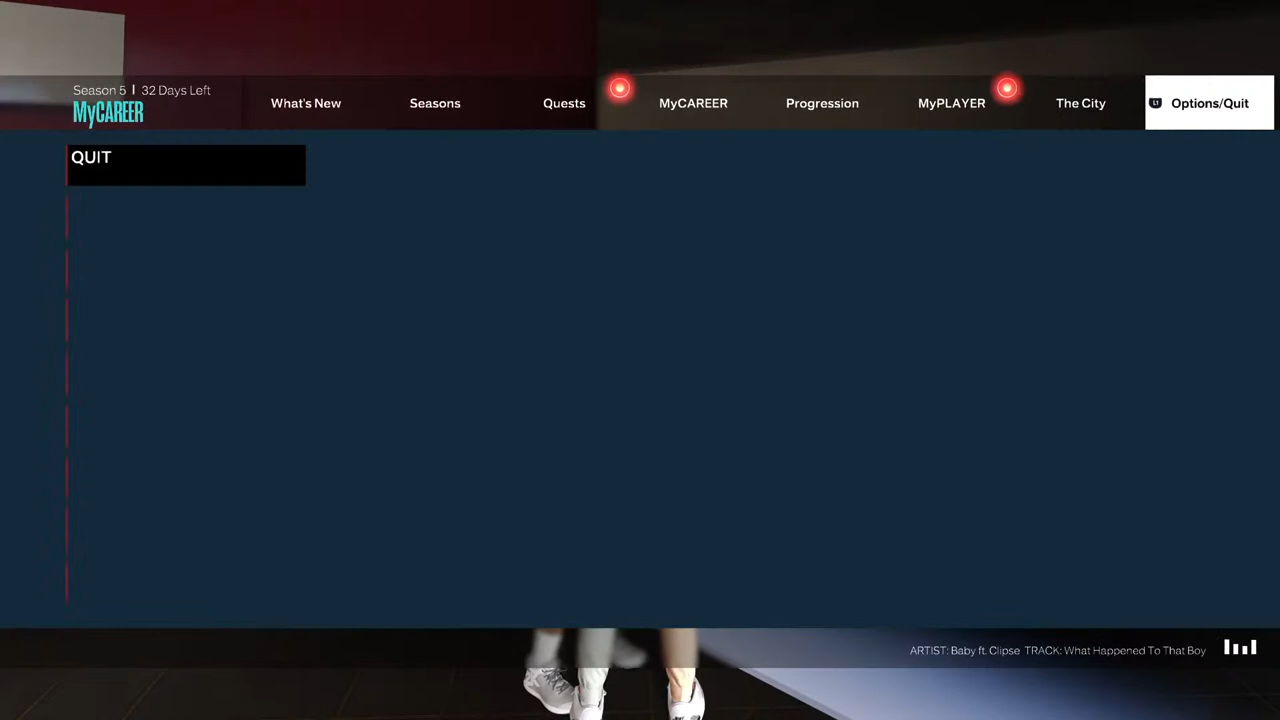 Season 5 | 32 Days Left
MyCAREER
What's New
Seasons
Quests
MyCAREER
Progression
MyPLAYER
The City
L1 Options/Quit
QUIT
ARTIST: Baby ft. Clipse TRACK: What Happened To That Boy